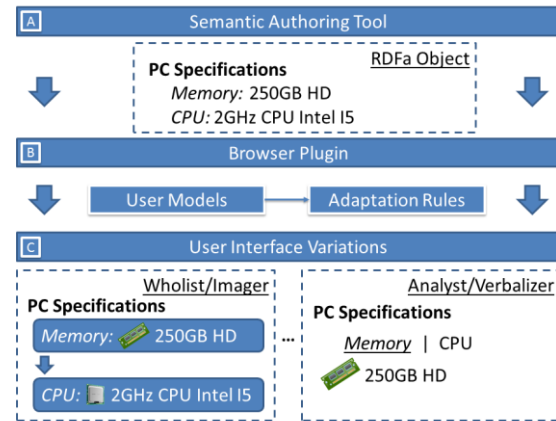 A Semantic Authoring Tool
RDFa Object
PC Specifications
Memory: 250GB HD
CPU: 2GHz CPU Intel I5
B Browser Plugin
User Models
Adaptation Rules
C User Interface Variations
Wholist/Imager
PC Specifications
Memory: 250GB HD
CPU: 2GHz CPU Intel I5
...
Analyst/Verbalizer
PC Specifications
Memory | CPU
250GB HD